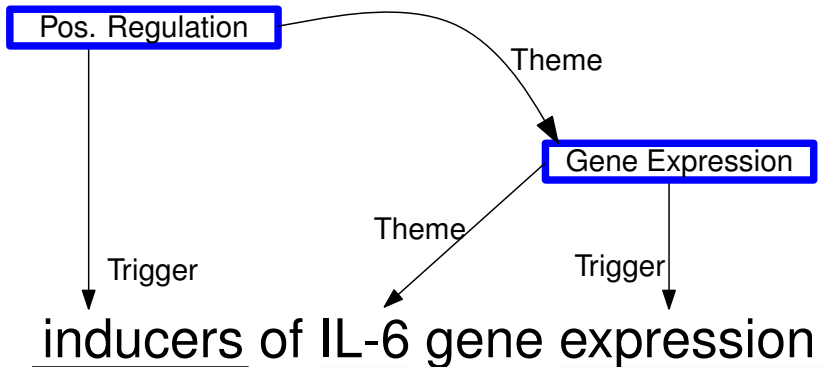 Pos. Regulation
Theme
Gene Expression
Theme
Trigger
Trigger
inducers of IL-6 gene expression